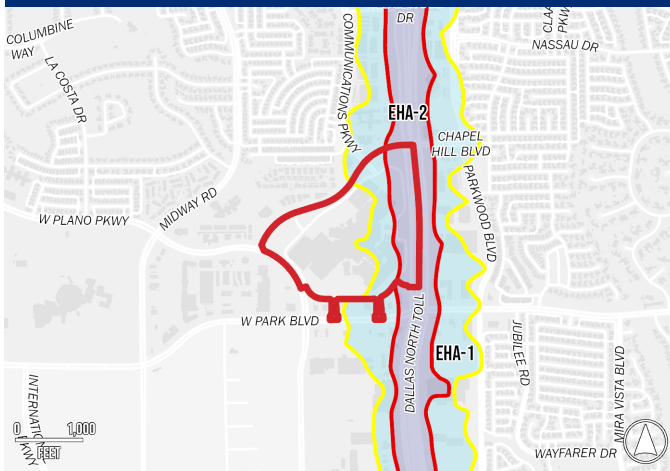 COLUMBINE
WAY
LA COSTA DR
COMMUNICATIONS PKWY
DR
NASSAU DR
EHA-2
CHAPEL
HILL BLVD
PARKWOOD BLVD
MIDWAY RD
W PLANO PKWY
W PARK BLVD
DALLAS NORTH TOLL
EHA-1
JUBILEE RD
MIRA VISTA BLVD
PKWY
0 1,000
FEET
WAYFARER DR